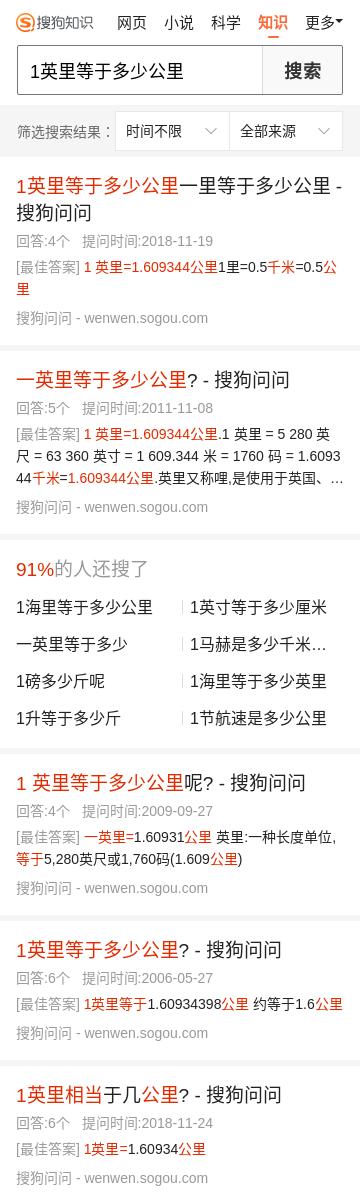 搜狗知识 网页 小说 科学 知识 更多
1英里等于多少公里 搜索
筛选搜索结果： 时间不限 全部来源
1英里等于多少公里一里等于多少公里 -
搜狗问问
回答:4个 提问时间:2018-11-19
[最佳答案] 1 英里=1.609344公里1里=0.5千米=0.5公
里
搜狗问问 - wenwen.sogou.com
一英里等于多少公里? - 搜狗问问
回答:5个 提问时间:2011-11-08
[最佳答案] 1 英里=1.609344公里.1 英里 = 5 280 英
尺 = 63 360 英寸 = 1 609.344 米 = 1760 码 = 1.6093
44千米=1.609344公里.英里又称哩,是使用于英国、…
搜狗问问 - wenwen.sogou.com
91%的人还搜了
1海里等于多少公里 1英寸等于多少厘米
一英里等于多少 1马赫是多少千米…
1磅多少斤呢 1海里等于多少英里
1升等于多少斤 1节航速是多少公里
1 英里等于多少公里呢? - 搜狗问问
回答:4个 提问时间:2009-09-27
[最佳答案] 一英里=1.60931公里 英里:一种长度单位,
等于5,280英尺或1,760码(1.609公里)
搜狗问问 - wenwen.sogou.com
1英里等于多少公里? - 搜狗问问
回答:6个 提问时间:2006-05-27
[最佳答案] 1英里等于1.60934398公里 约等于1.6公里
搜狗问问 - wenwen.sogou.com
1英里相当于几公里? - 搜狗问问
回答:6个 提问时间:2018-11-24
[最佳答案] 1英里=1.60934公里
搜狗问问 - wenwen.sogou.com